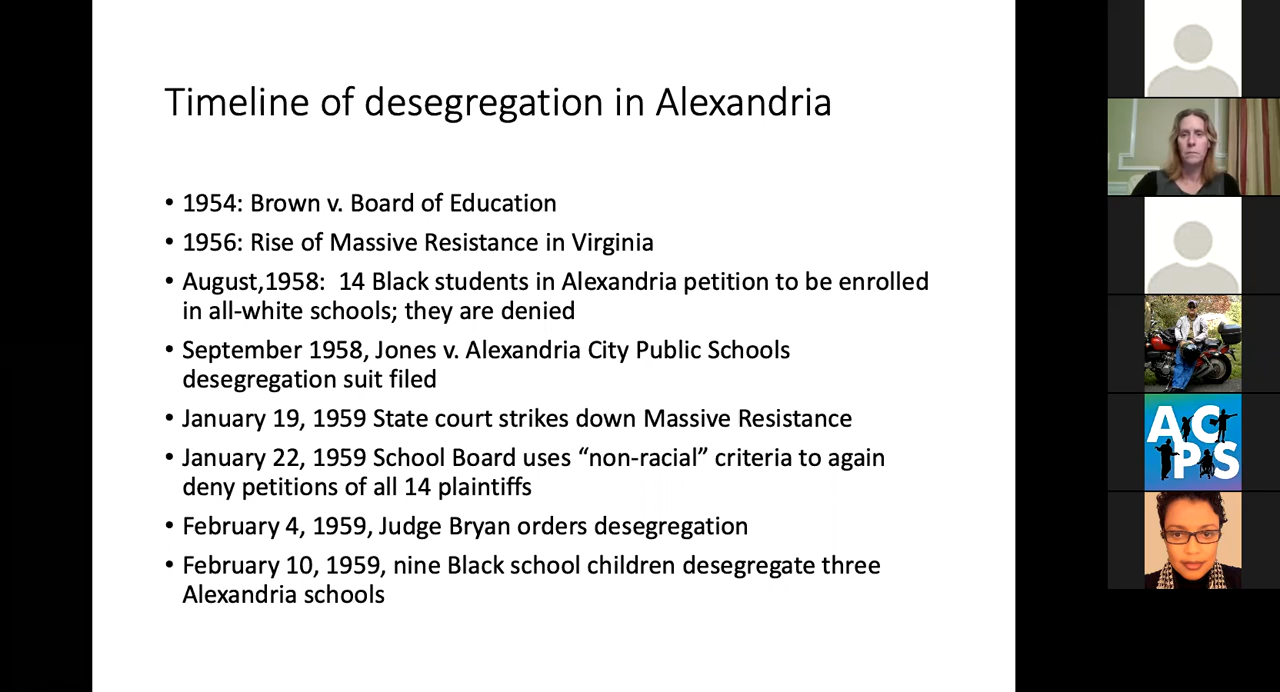 Timeline of desegregation in Alexandria
• 1954: Brown v. Board of Education
• 1956: Rise of Massive Resistance in Virginia
• August,1958:  14 Black students in Alexandria petition to be enrolled
in all-white schools; they are denied
• September 1958, Jones v. Alexandria City Public Schools
desegregation suit filed
• January 19, 1959 State court strikes down Massive Resistance
• January 22, 1959 School Board uses “non-racial” criteria to again
deny petitions of all 14 plaintiffs
• February 4, 1959, Judge Bryan orders desegregation
• February 10, 1959, nine Black school children desegregate three
Alexandria schools
AC
PS